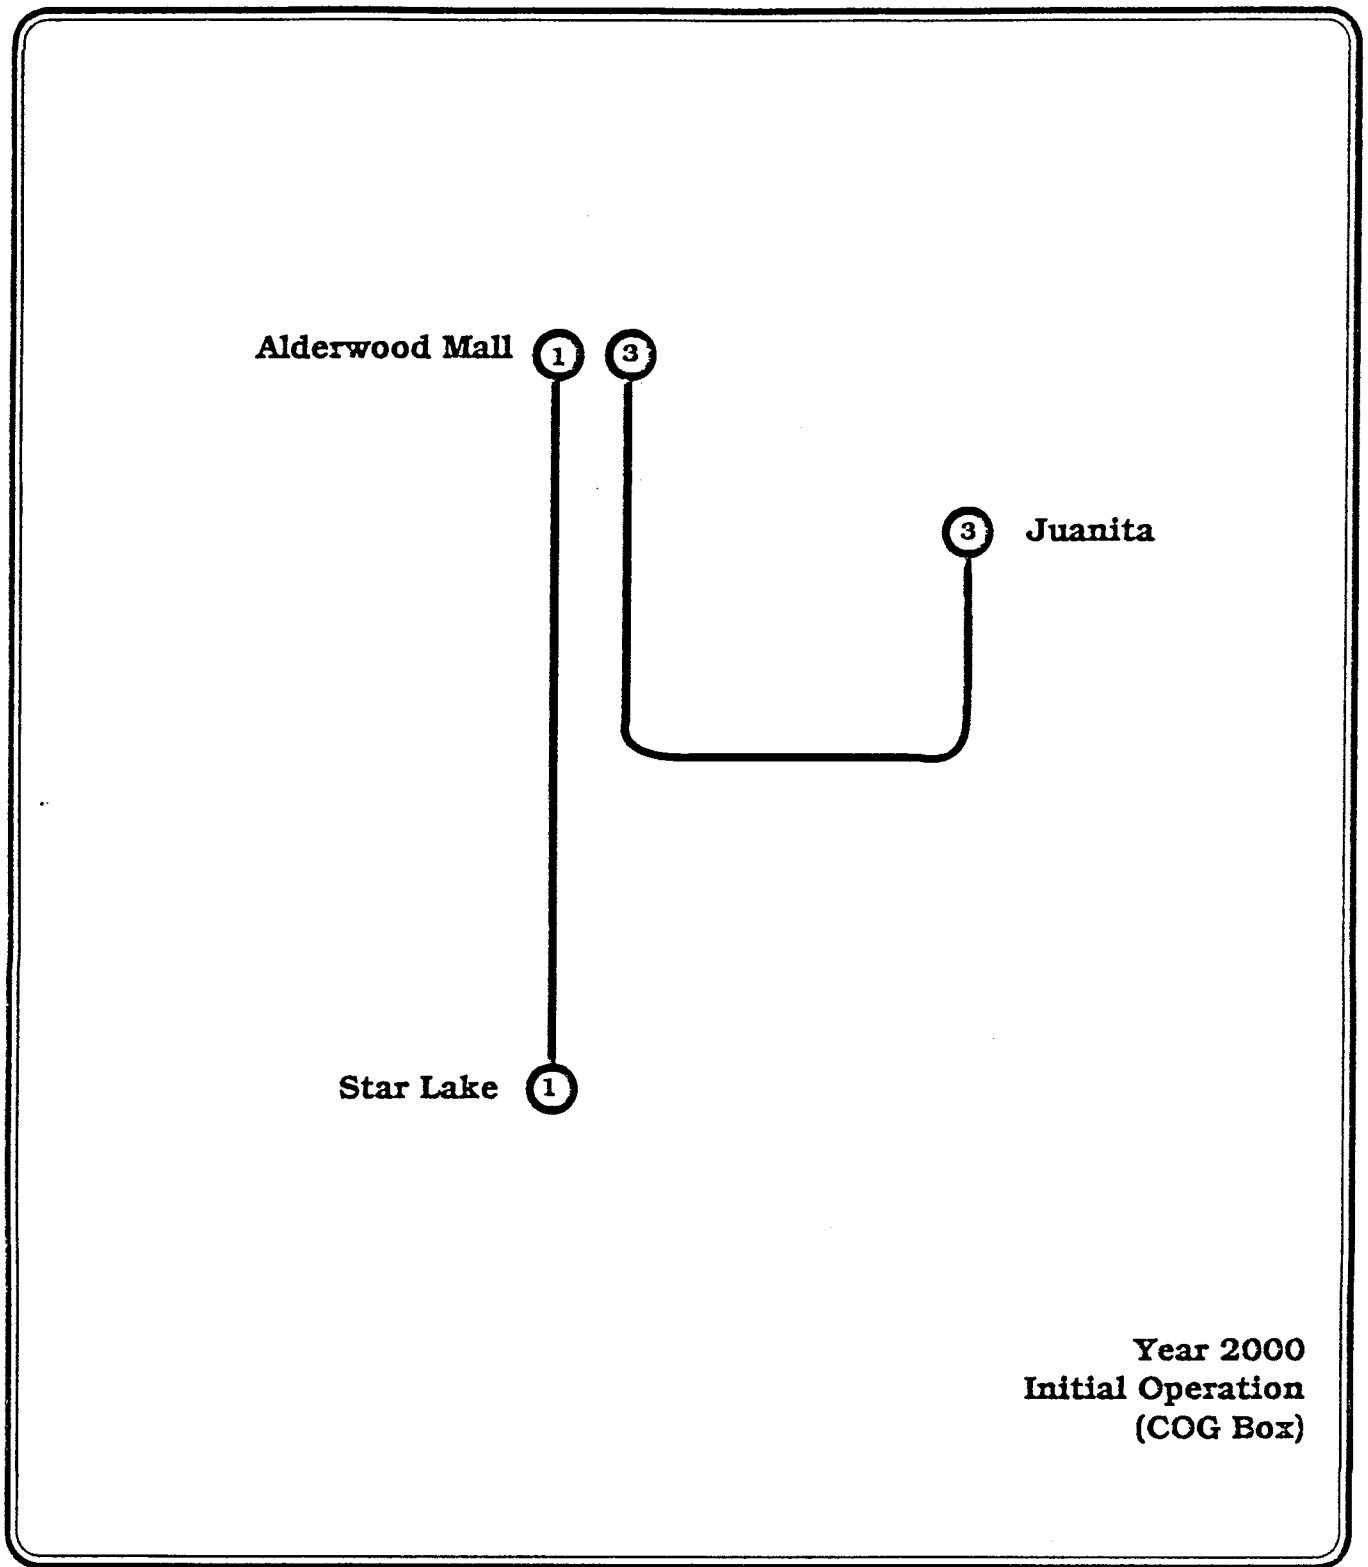 Alderwood Mall 1 3
3 Juanita
Star Lake 1
Year 2000
Initial Operation
(COG Box)